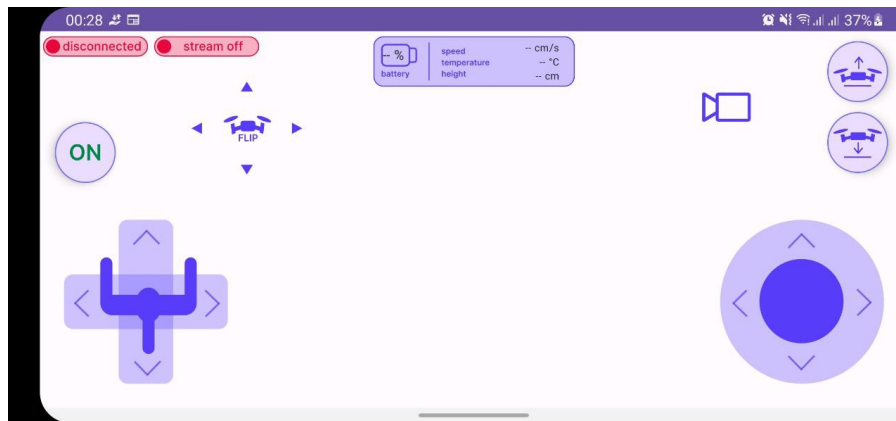 00:28
37%
disconnected
stream off
-- %
battery
speed -- cm/s
temperature -- °C
height -- cm
FLIP
ON